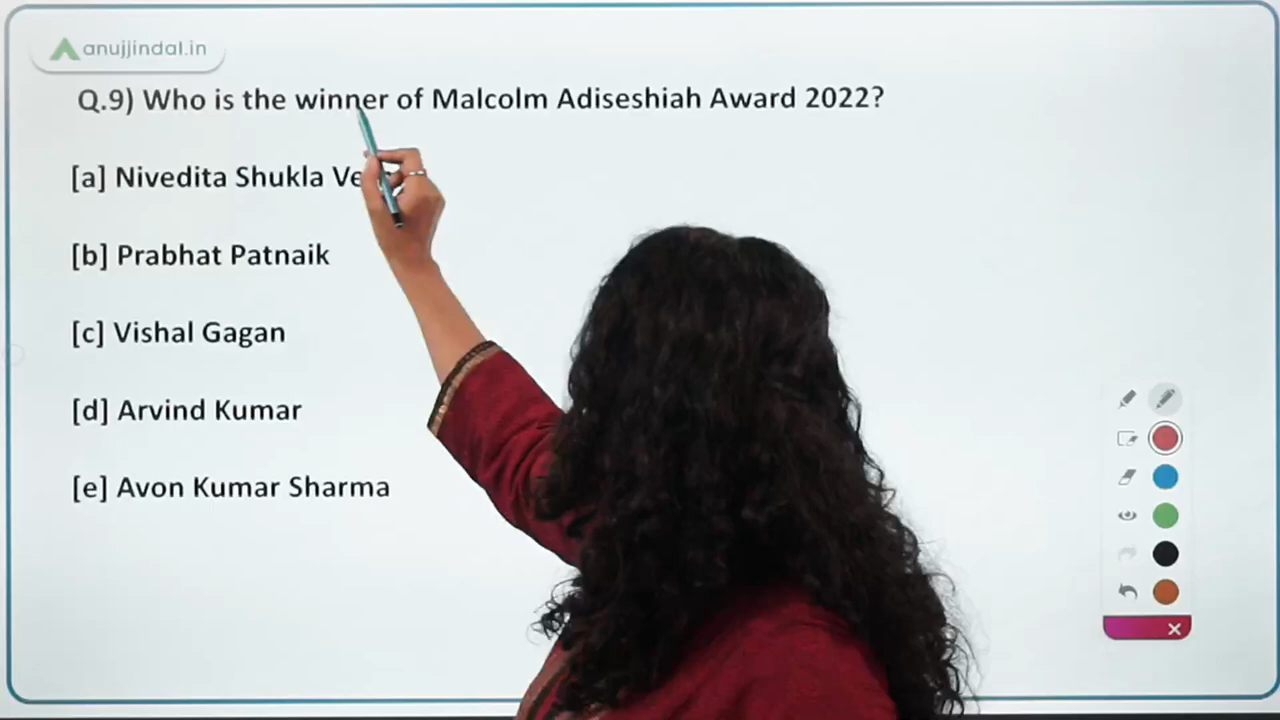 anujjindal.in
Q.9) Who is the winner of Malcolm Adiseshiah Award 2022?
[a] Nivedita Shukla
[b] Prabhat Patnaik
[c] Vishal Gagan
[d] Arvind Kumar
[e] Avon Kumar Sharma